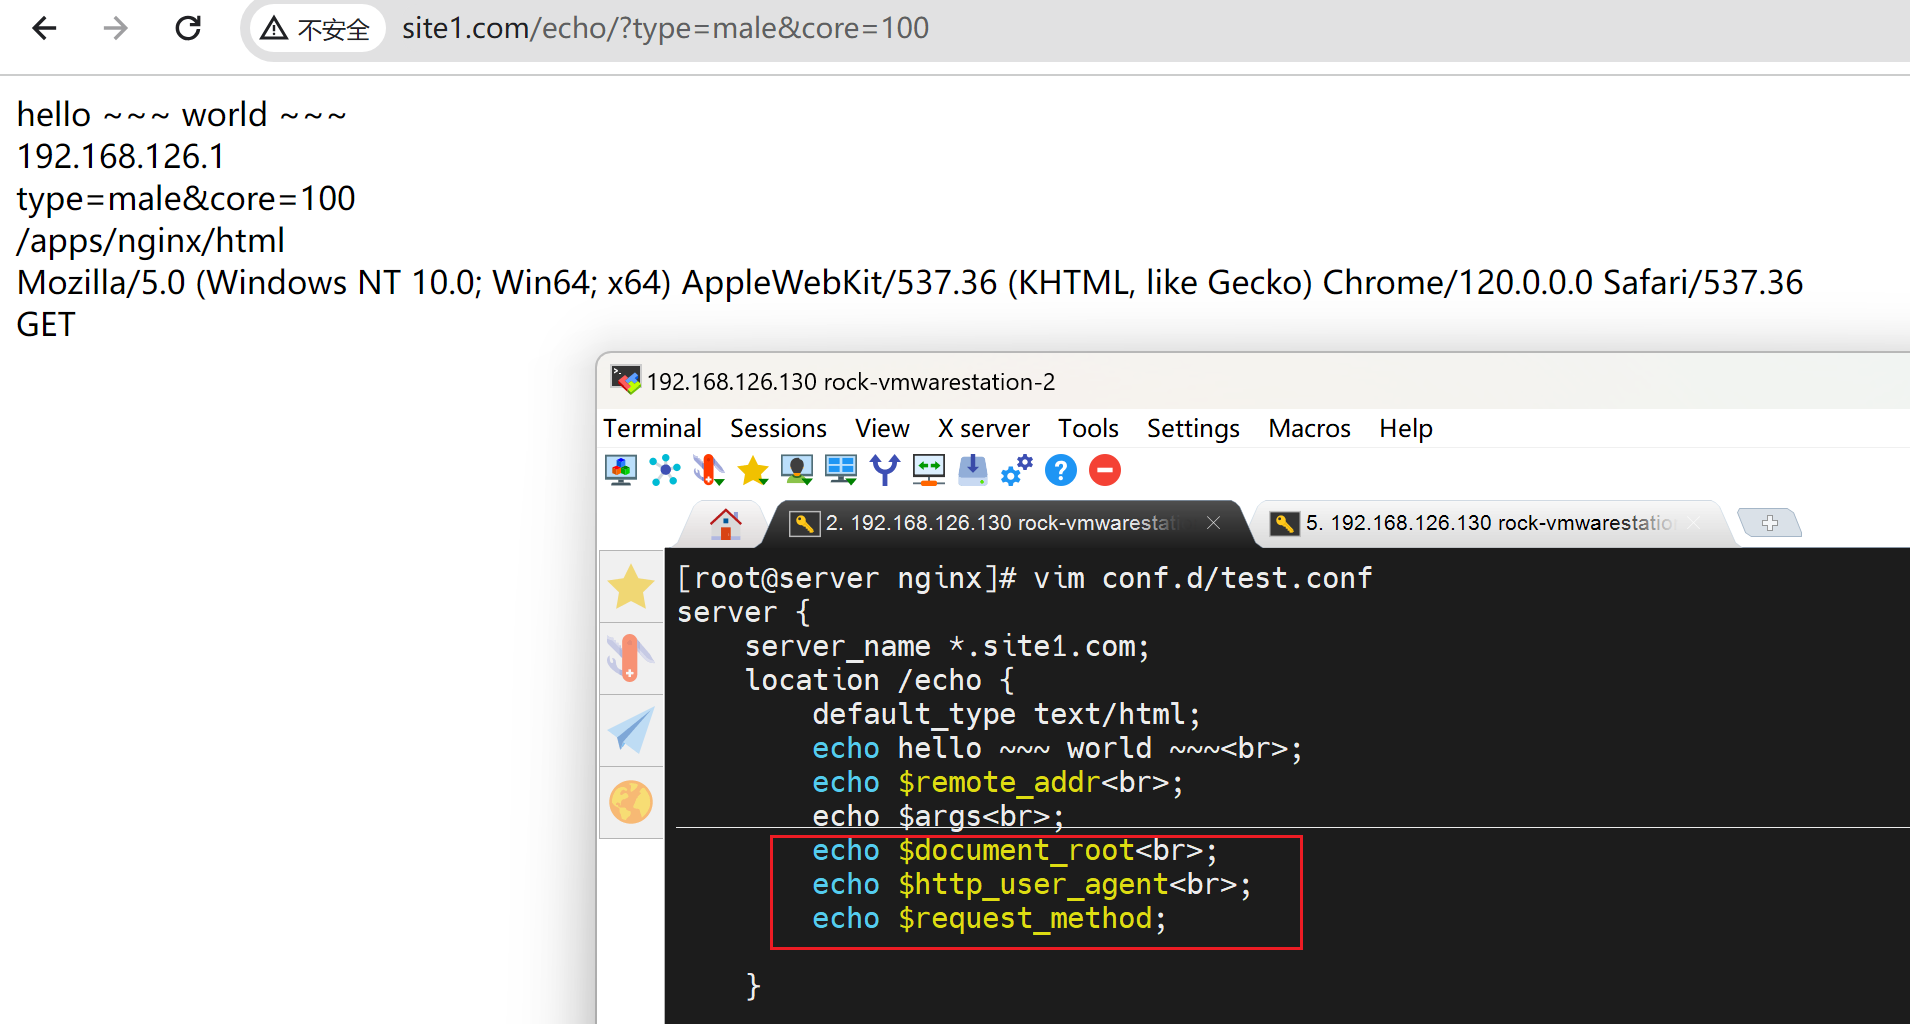 不安全 site1.com/echo/?type=male&core=100
hello ~~~ world ~~~
192.168.126.1
type=male&core=100
/apps/nginx/html
Mozilla/5.0 (Windows NT 10.0; Win64; x64) AppleWebKit/537.36 (KHTML, like Gecko) Chrome/120.0.0.0 Safari/537.36
GET
192.168.126.130 rock-vmwarestation-2
Terminal Sessions View X server Tools Settings Macros Help
2. 192.168.126.130 rock-vmwarestati 5. 192.168.126.130 rock-vmwarestatio
[root@server nginx]# vim conf.d/test.conf
server {
    server_name *.site1.com;
    location /echo {
        default_type text/html;
        echo hello ~~~ world ~~~<br>;
        echo $remote_addr<br>;
        echo $args<br>;
        echo $document_root<br>;
        echo $http_user_agent<br>;
        echo $request_method;
    }